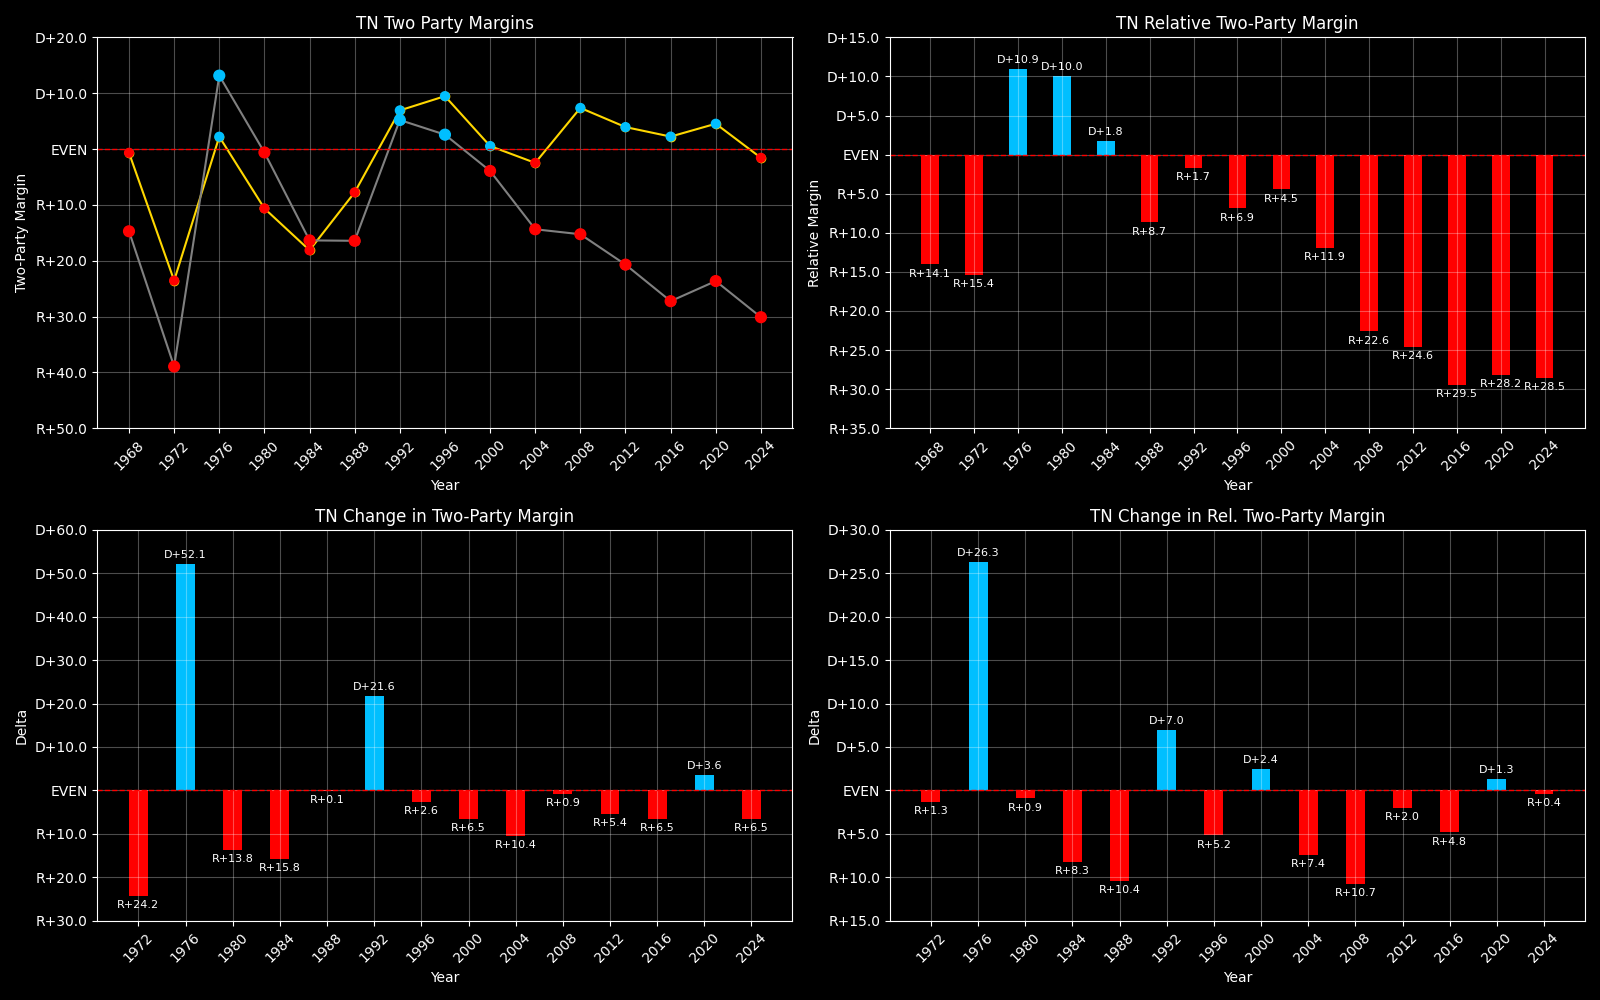 TN Two Party Margins
D+20.0
D+10.0
EVEN
R+10.0
R+20.0
R+30.0
R+40.0
R+50.0
Two-Party Margin
1968
1972
1976
1980
1984
1988
1992
1996
2000
2004
2008
2012
2016
2020
2024
Year
TN Relative Two-Party Margin
D+15.0
D+10.0
D+5.0
EVEN
R+5.0
R+10.0
R+15.0
R+20.0
R+25.0
R+30.0
R+35.0
Relative Margin
R+14.1
R+15.4
D+10.9
D+10.0
D+1.8
R+8.7
R+1.7
R+6.9
R+4.5
R+11.9
R+22.6
R+24.6
R+29.5
R+28.2
R+28.5
1968
1972
1976
1980
1984
1988
1992
1996
2000
2004
2008
2012
2016
2020
2024
Year
TN Change in Two-Party Margin
D+60.0
D+50.0
D+40.0
D+30.0
D+20.0
D+10.0
EVEN
R+10.0
R+20.0
R+30.0
Delta
R+24.2
D+52.1
R+13.8
R+15.8
R+0.1
D+21.6
R+2.6
R+6.5
R+10.4
R+0.9
R+5.4
R+6.5
D+3.6
R+6.5
1972
1976
1980
1984
1988
1992
1996
2000
2004
2008
2012
2016
2020
2024
Year
TN Change in Rel. Two-Party Margin
D+30.0
D+25.0
D+20.0
D+15.0
D+10.0
D+5.0
EVEN
R+5.0
R+10.0
R+15.0
Delta
R+1.3
D+26.3
R+0.9
R+8.3
R+10.4
D+7.0
R+5.2
D+2.4
R+7.4
R+10.7
R+2.0
R+4.8
D+1.3
R+0.4
1972
1976
1980
1984
1988
1992
1996
2000
2004
2008
2012
2016
2020
2024
Year